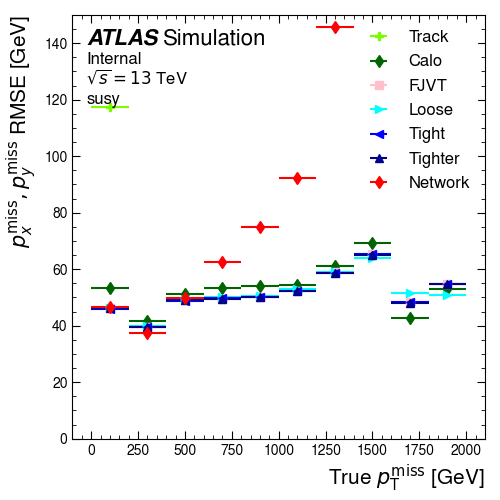 ATLAS Simulation
Internal
√s = 13 TeV
susy
Track
Calo
FJVT
Loose
Tight
Tighter
Network
p_x^miss, p_y^miss RMSE [GeV]
140
120
100
80
60
40
20
0
0 250 500 750 1000 1250 1500 1750 2000
True p_T^miss [GeV]